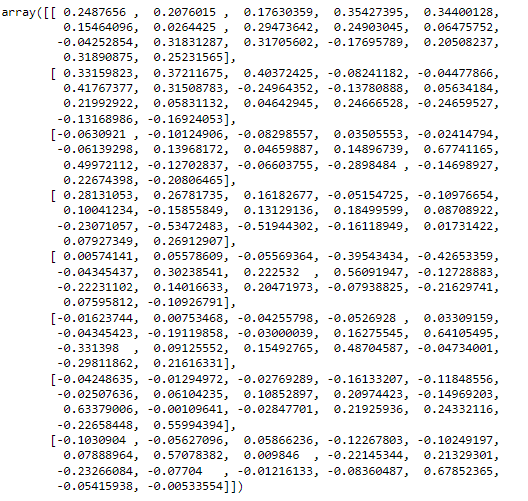 array([[ 0.2487656 ,  0.2076015 ,  0.17630359,  0.35427395,  0.34400128,
         0.15464096,  0.0264425 ,  0.29473642,  0.24903045,  0.06475752,
        -0.04252854,  0.31831287,  0.31705602, -0.17695789,  0.20508237,
         0.31890875,  0.25231565],
       [ 0.33159823,  0.37211675,  0.40372425, -0.08241182, -0.04477866,
         0.41767377,  0.31508783, -0.24964352, -0.13780888,  0.05634184,
         0.21992922,  0.05831132,  0.04642945,  0.24666528, -0.24659527,
        -0.13168986, -0.16924053],
       [-0.0630921 , -0.10124906, -0.08298557,  0.03505553, -0.02414794,
        -0.06139298,  0.13968172,  0.04659887,  0.14896739,  0.67741165,
         0.49972112, -0.12702837, -0.06603755, -0.2898484 , -0.14698927,
         0.22674398, -0.20806465],
       [ 0.28131053,  0.26781735,  0.16182677, -0.05154725, -0.10976654,
         0.10041234, -0.15855849,  0.13129136,  0.18499599,  0.08708922,
        -0.23071057, -0.53472483, -0.51944302, -0.16118949,  0.01731422,
         0.07927349,  0.26912907],
       [ 0.00574141,  0.05578609, -0.05569364, -0.39543434, -0.42653359,
        -0.04345437,  0.30238541,  0.222532  ,  0.56091947, -0.12728883,
        -0.22231102,  0.14016633,  0.20471973, -0.07938825, -0.21629741,
         0.07595812, -0.10926791],
       [-0.01623744,  0.00753468, -0.04255798, -0.0526928 ,  0.03309159,
        -0.04345423, -0.19119858, -0.03000039,  0.16275545,  0.64105495,
        -0.331398  ,  0.09125552,  0.15492765,  0.48704587, -0.04734001,
        -0.29811862,  0.21616331],
       [-0.04248635, -0.01294972, -0.02769289, -0.16133207, -0.11848556,
        -0.02507636,  0.06104235,  0.10852897,  0.20974423, -0.14969203,
         0.63379006, -0.00109641, -0.02847701,  0.21925936,  0.24332116,
        -0.22658448,  0.55994394],
       [-0.1030904 , -0.05627096,  0.05866236, -0.12267803, -0.10249197,
         0.07888964,  0.57078382,  0.009846  , -0.22145344,  0.21329301,
        -0.23266084, -0.07704   , -0.01216133, -0.08360487,  0.67852365,
        -0.05415938, -0.00533554]])